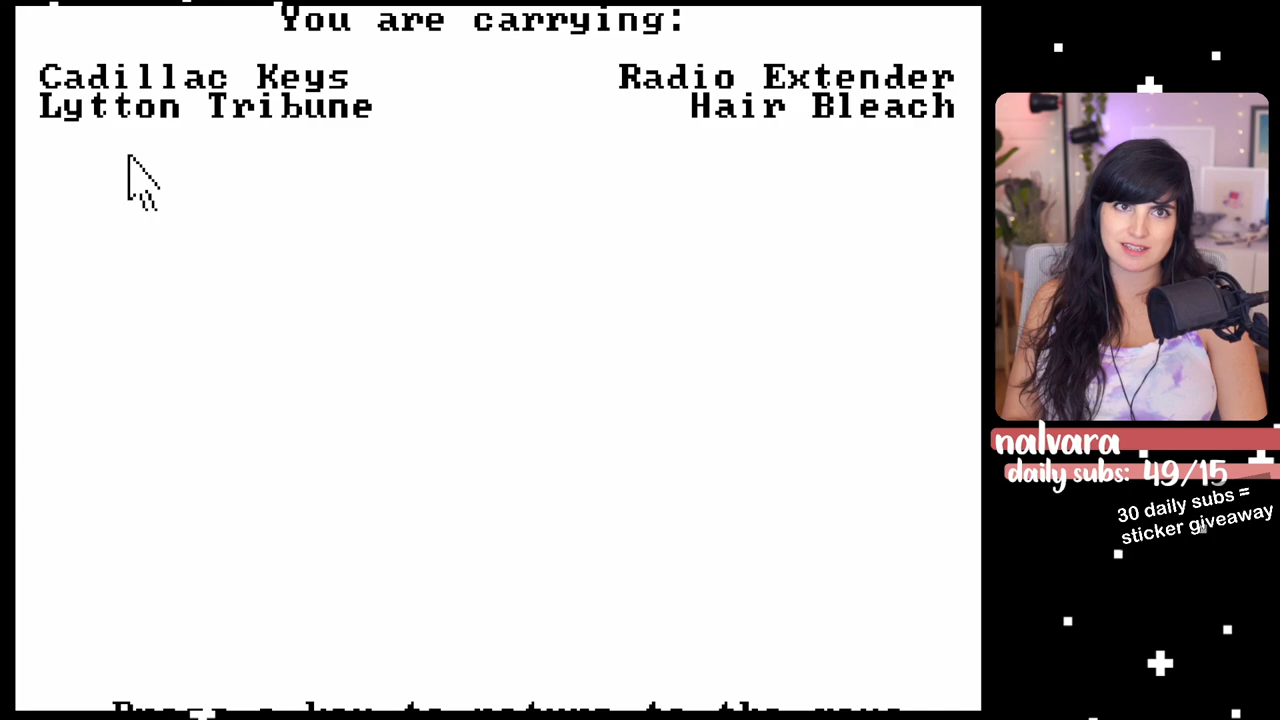 You are carrying:
Cadillac Keys Radio Extender
Lytton Tribune Hair Bleach
nalvara
daily subs: 49/15
30 daily subs =
sticker giveaway